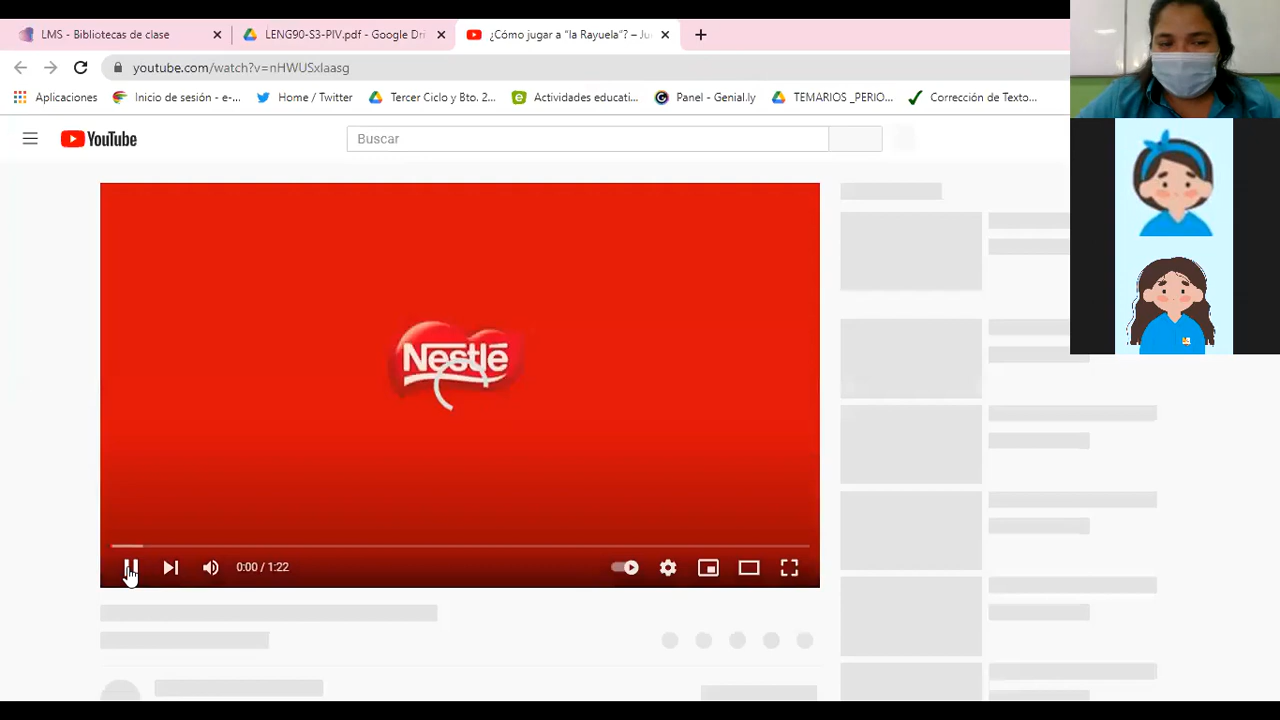 LMS - Bibliotecas de clase
LENG90-S3-PIV.pdf - Google Dri
¿Cómo jugar a "la Rayuela"? – Ju
youtube.com/watch?v=nHWUSxlaasg
Aplicaciones
Inicio de sesión - e-...
Home / Twitter
Tercer Ciclo y Bto. 2...
Actividades educati...
Panel - Genial.ly
TEMARIOS _PERIO...
Corrección de Texto...
YouTube
Buscar
Nestlé
0:00 / 1:22